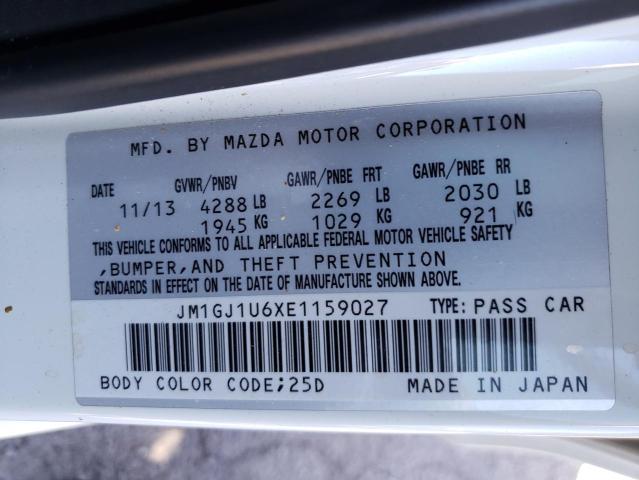 MFD. BY MAZDA MOTOR CORPORATION
DATE GVWR/PNBV GAWR/PNBE FRT GAWR/PNBE RR
11/13 4288 LB 2269 LB 2030 LB
1945 KG 1029 KG 921 KG
THIS VEHICLE CONFORMS TO ALL APPLICABLE FEDERAL MOTOR VEHICLE SAFETY
,BUMPER,AND THEFT PREVENTION
STANDARDS IN EFFECT ON THE DATE OF MANUFACTURE SHOWN ABOVE.
JM1GJ1U6XE1159027 TYPE: PASS CAR
BODY COLOR CODE;25D MADE IN JAPAN